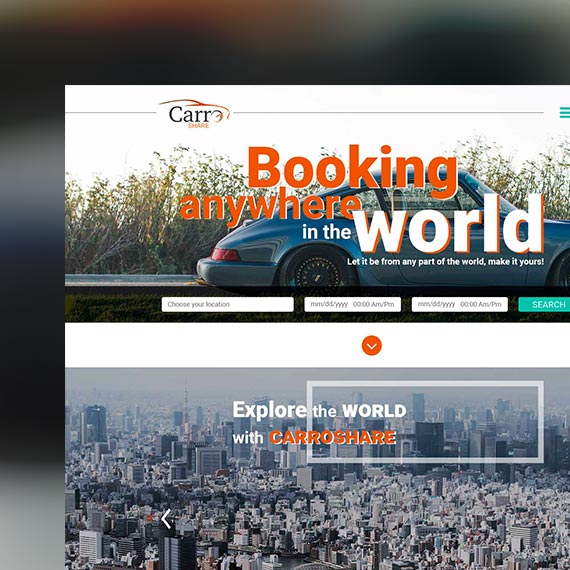 Carro
SHARE
Booking
anywhere
in the world
Let it be from any part of the world, make it yours!
Choose your location
mm/dd/yyyy 00:00 Am/Pm
mm/dd/yyyy 00:00 Am/Pm
SEARCH
Explore the WORLD
with CARROSHARE